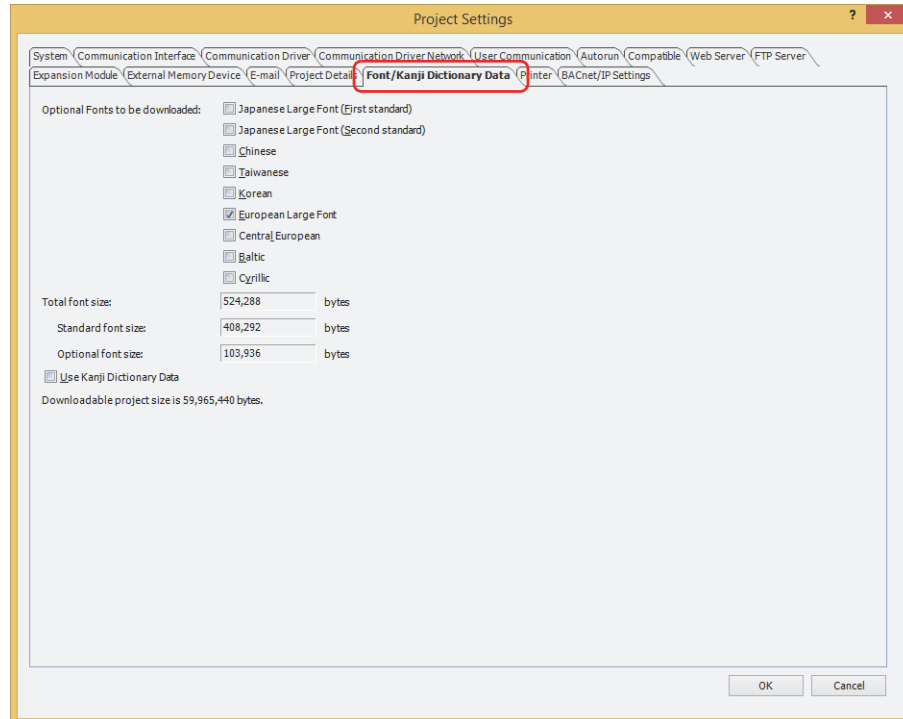 Project Settings
? ×
System Communication Interface Communication Driver Communication Driver Network User Communication Autorun Compatible Web Server FTP Server
Expansion Module External Memory Device E-mail Project Details Font/Kanji Dictionary Data Printer BACnet/IP Settings
Optional Fonts to be downloaded: Japanese Large Font (First standard)
Japanese Large Font (Second standard)
Chinese
Taiwanese
Korean
European Large Font
Central European
Baltic
Cyrillic
Total font size: 524,288 bytes
Standard font size: 408,292 bytes
Optional font size: 103,936 bytes
Use Kanji Dictionary Data
Downloadable project size is 59,965,440 bytes.
OK Cancel